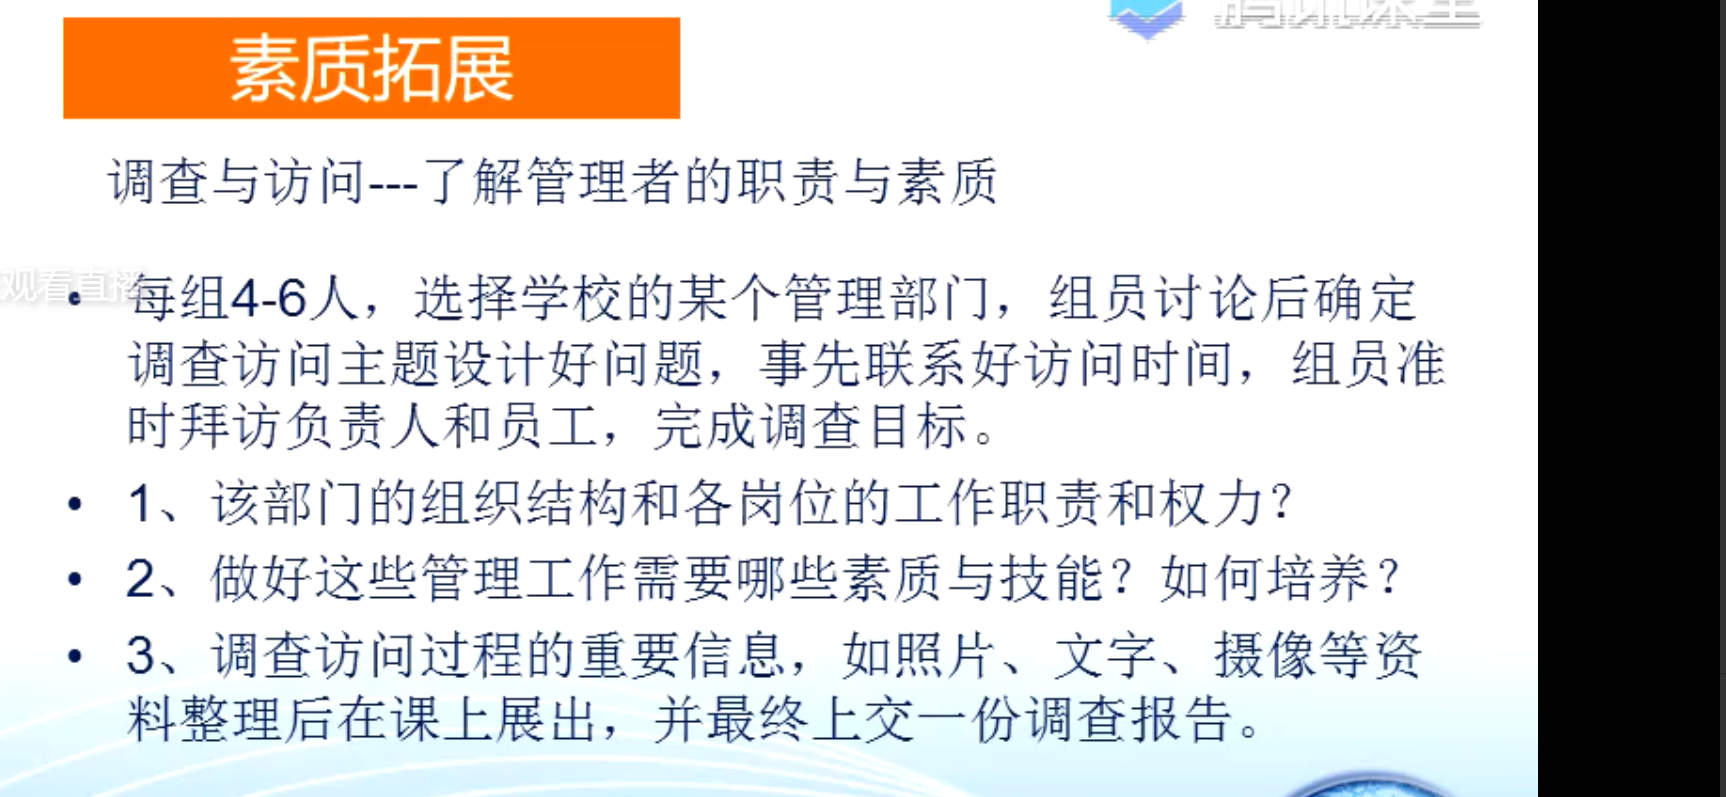 腾讯课堂
素质拓展
调查与访问---了解管理者的职责与素质
观看直播
• 每组4-6人，选择学校的某个管理部门，组员讨论后确定
调查访问主题设计好问题，事先联系好访问时间，组员准
时拜访负责人和员工，完成调查目标。
• 1、该部门的组织结构和各岗位的工作职责和权力？
• 2、做好这些管理工作需要哪些素质与技能？如何培养？
• 3、调查访问过程的重要信息，如照片、文字、摄像等资
料整理后在课上展出，并最终上交一份调查报告。